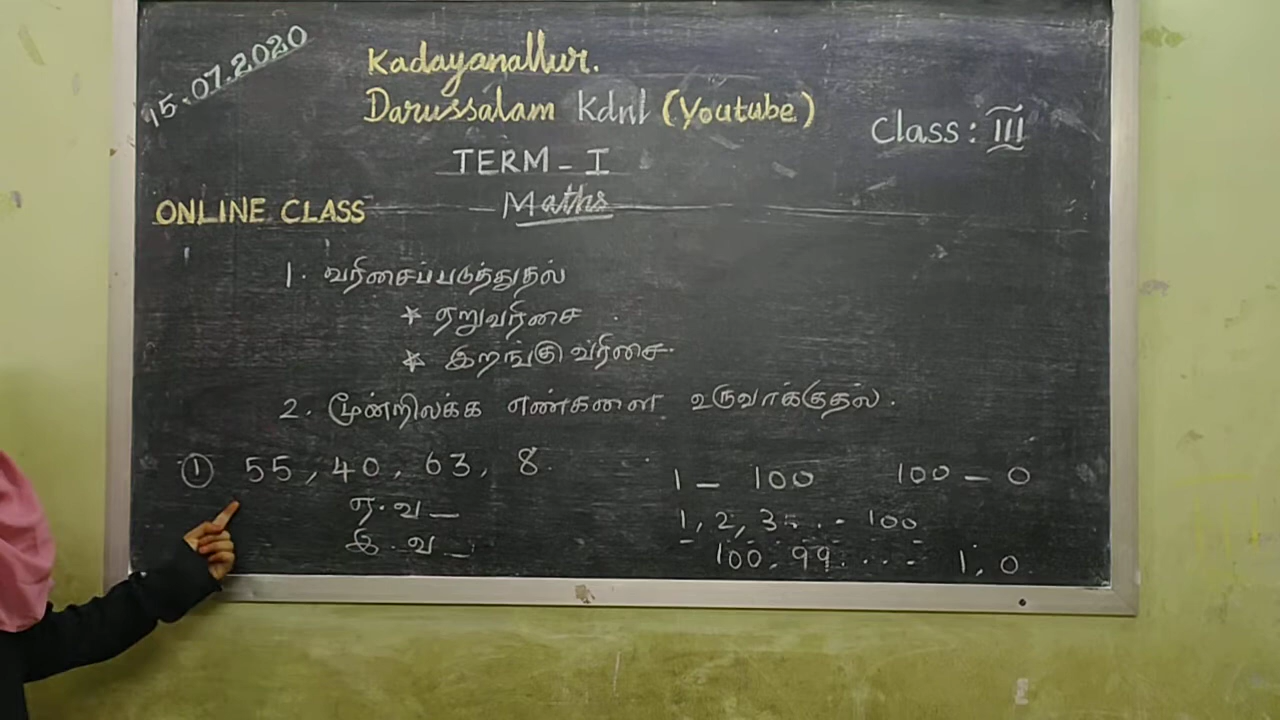 15.07.2020
Kadayanallur.
Darussalam Kdnl (Youtube)
Class: III
TERM - I
Maths
ONLINE CLASS
1. வரிசைப்படுத்துதல்
* ஏறுவரிசை
* இறங்கு வரிசை.
2. மூன்றிலக்க எண்களை உருவாக்குதல்.
① 55, 40, 63, 8.
ஏ.வ _
இ.வ _
1 - 100 100 - 0
1, 2, 3 . . . - 100
100, 99 . . . . - 1, 0